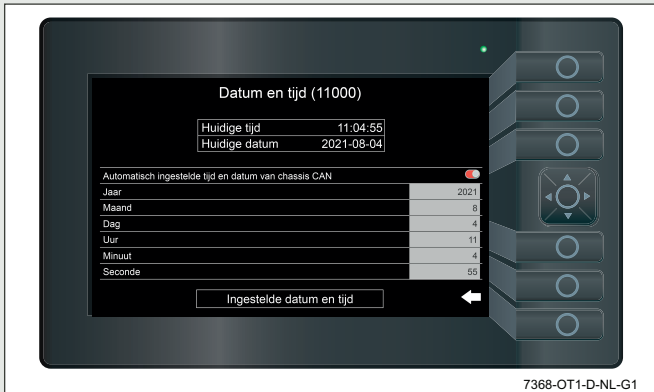 Datum en tijd (11000)
Huidige tijd 11:04:55
Huidige datum 2021-08-04
Automatisch ingestelde tijd en datum van chassis CAN
Jaar 2021
Maand 8
Dag 4
Uur 11
Minuut 4
Seconde 55
Ingestelde datum en tijd
7368-OT1-D-NL-G1